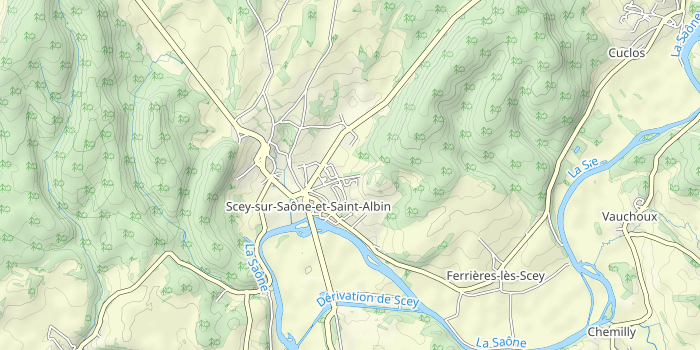 La Saône
Cuclos
La S
Scey-sur-Saône-et-Saint-Albin
Vauchoux
La Saône
Ferrières-lès-Scey
Dérivation de Scey
Chemilly
La Saône